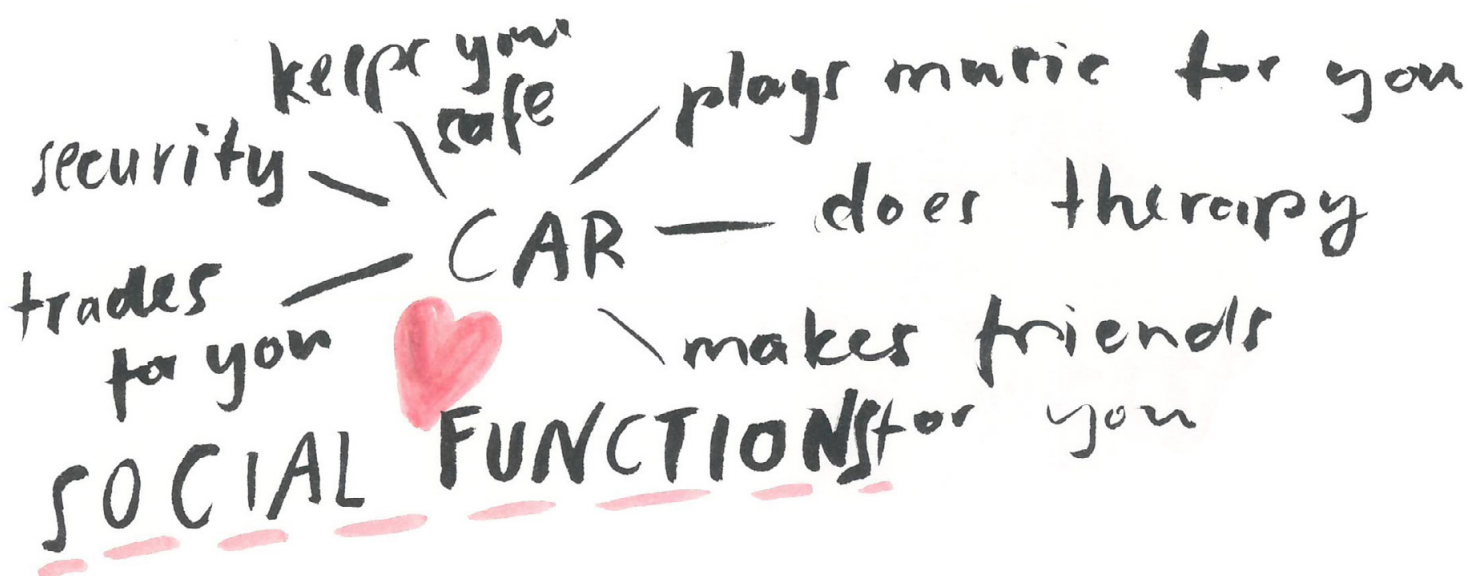 keeps you
safe
plays music for you
security
CAR
does therapy
trades
for you
makes friends
for you
SOCIAL FUNCTIONS